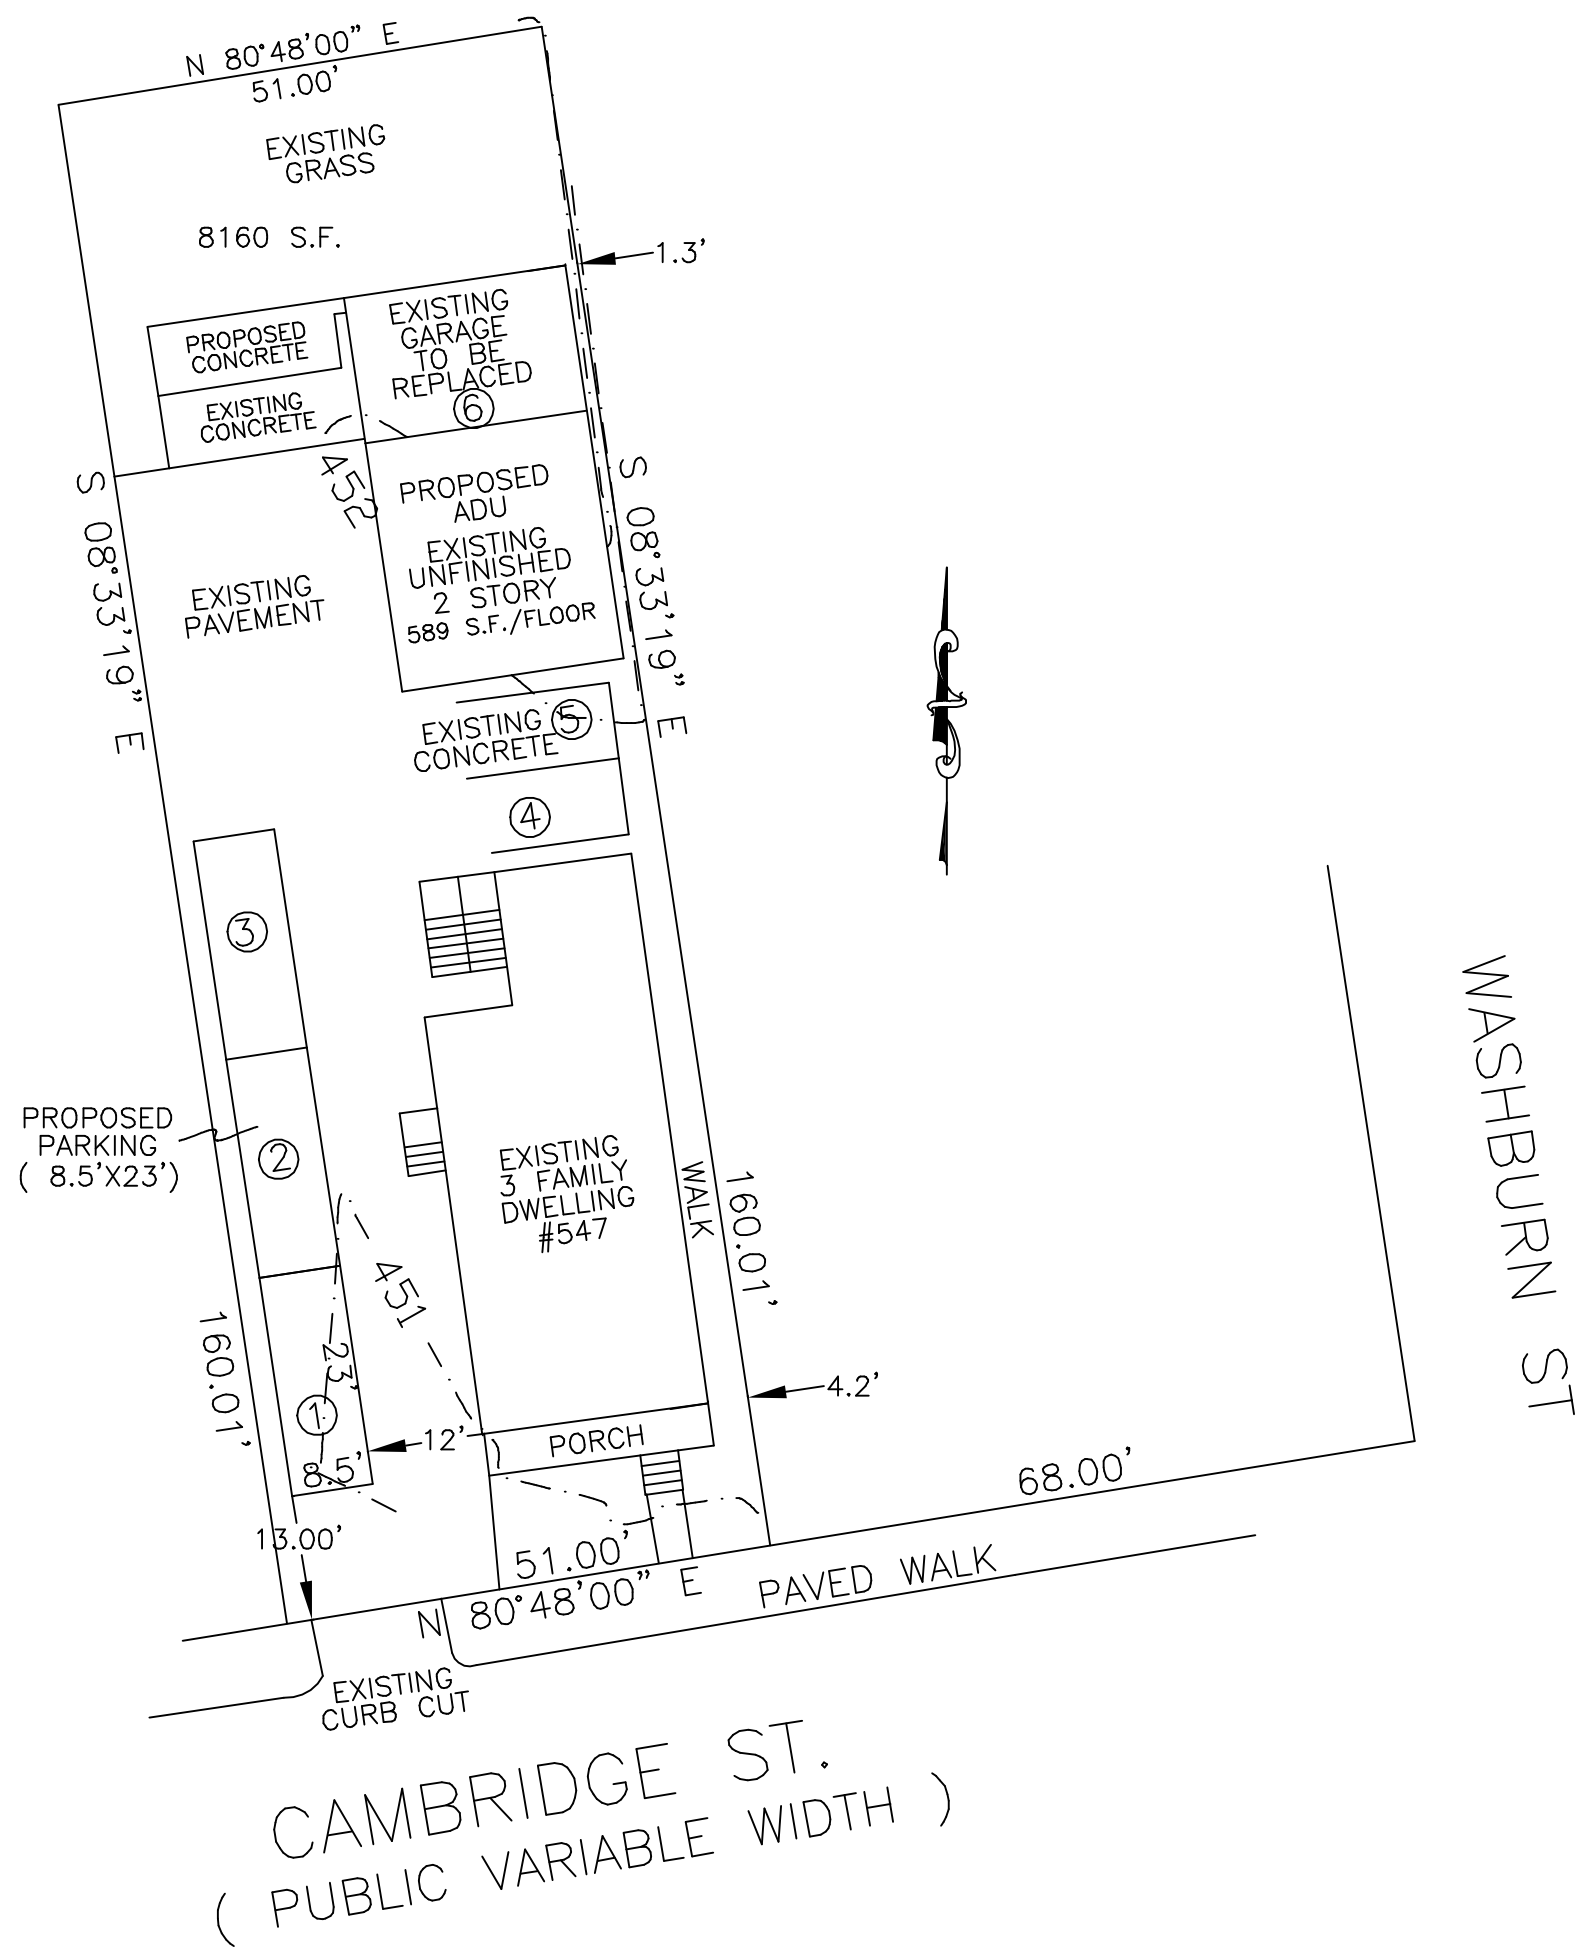 N 80°48'00" E
51.00'
EXISTING
GRASS
8160 S.F.
1.3'
PROPOSED
CONCRETE
EXISTING
GARAGE
TO BE
REPLACED
6
EXISTING
CONCRETE
452
S 08°33'19" E
S 08°33'19" E
PROPOSED
ADU
EXISTING
UNFINISHED
2 STORY
589 S.F./FLOOR
EXISTING
PAVEMENT
EXISTING
CONCRETE
5
4
3
PROPOSED
PARKING
( 8.5'X23')
2
EXISTING
3 FAMILY
DWELLING
#547
WALK
160.01'
WASHBURN ST
451
160.01'
23'
1
8.5'
12'
PORCH
4.2'
13.00'
51.00'
68.00'
N 80°48'00" E
PAVED WALK
EXISTING
CURB CUT
CAMBRIDGE ST.
( PUBLIC VARIABLE WIDTH )